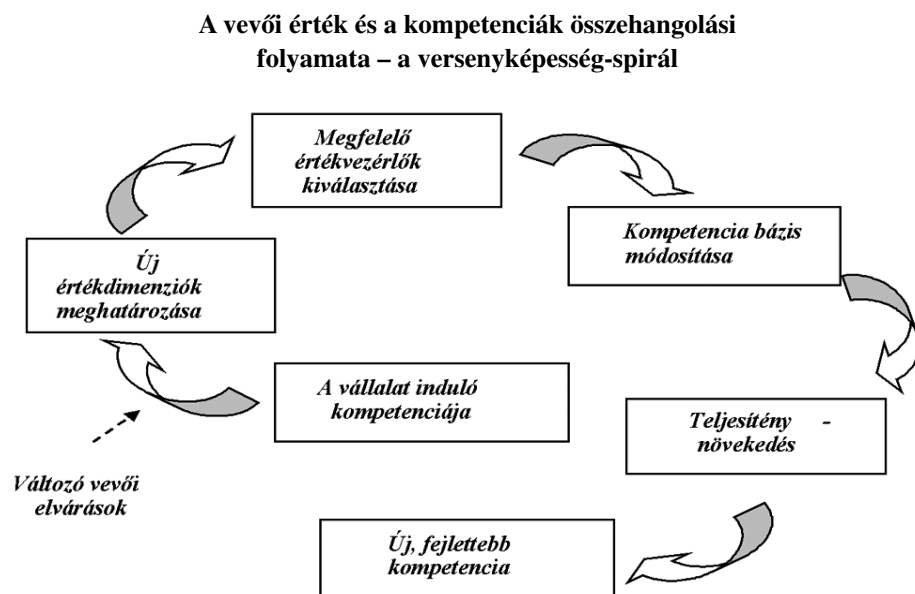 A vevői érték és a kompetenciák összehangolási
folyamata – a versenyképesség-spirál
Megfelelő
értékvezérlők
kiválasztása
Kompetencia bázis
módosítása
Új
értékdimenziók
meghatározása
A vállalat induló
kompetenciája
Teljesítény -
növekedés
Változó vevői
elvárások
Új, fejlettebb
kompetencia